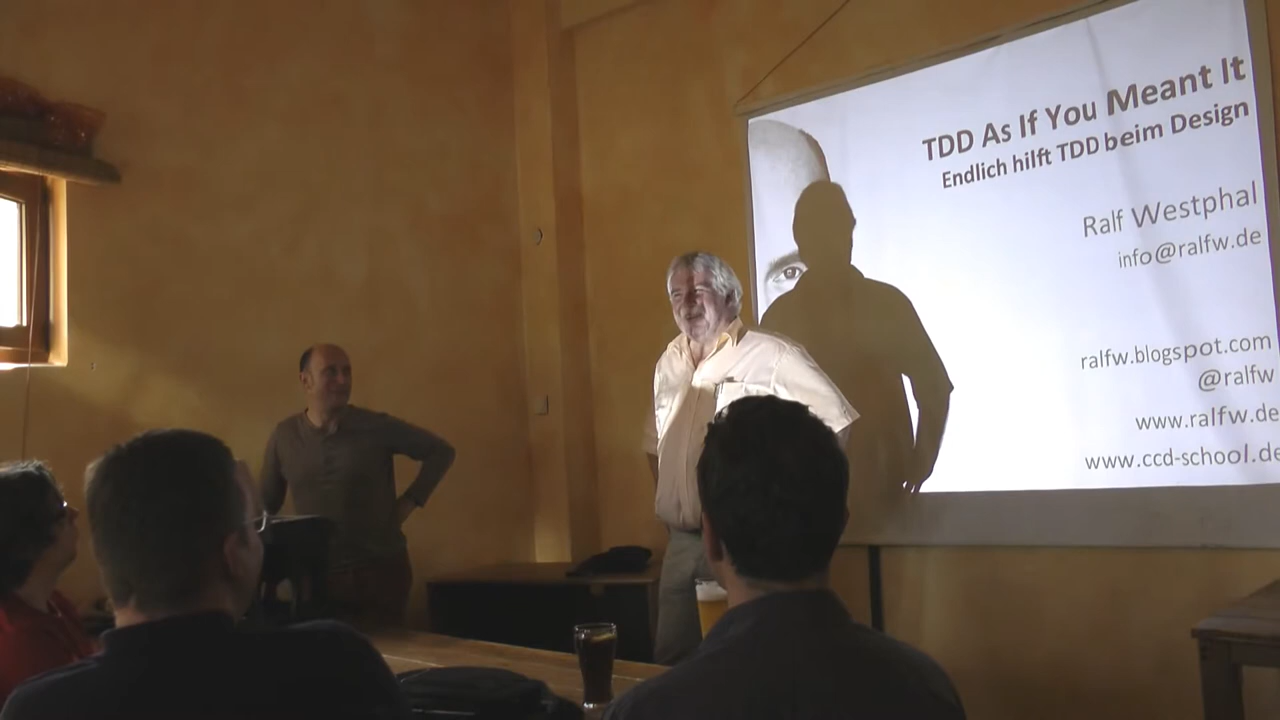 TDD As If You Meant It
Endlich hilft TDD beim Design
Ralf Westphal
info@ralfw.de
ralfw.blogspot.com
@ralfw
www.ralfw.de
www.ccd-school.de